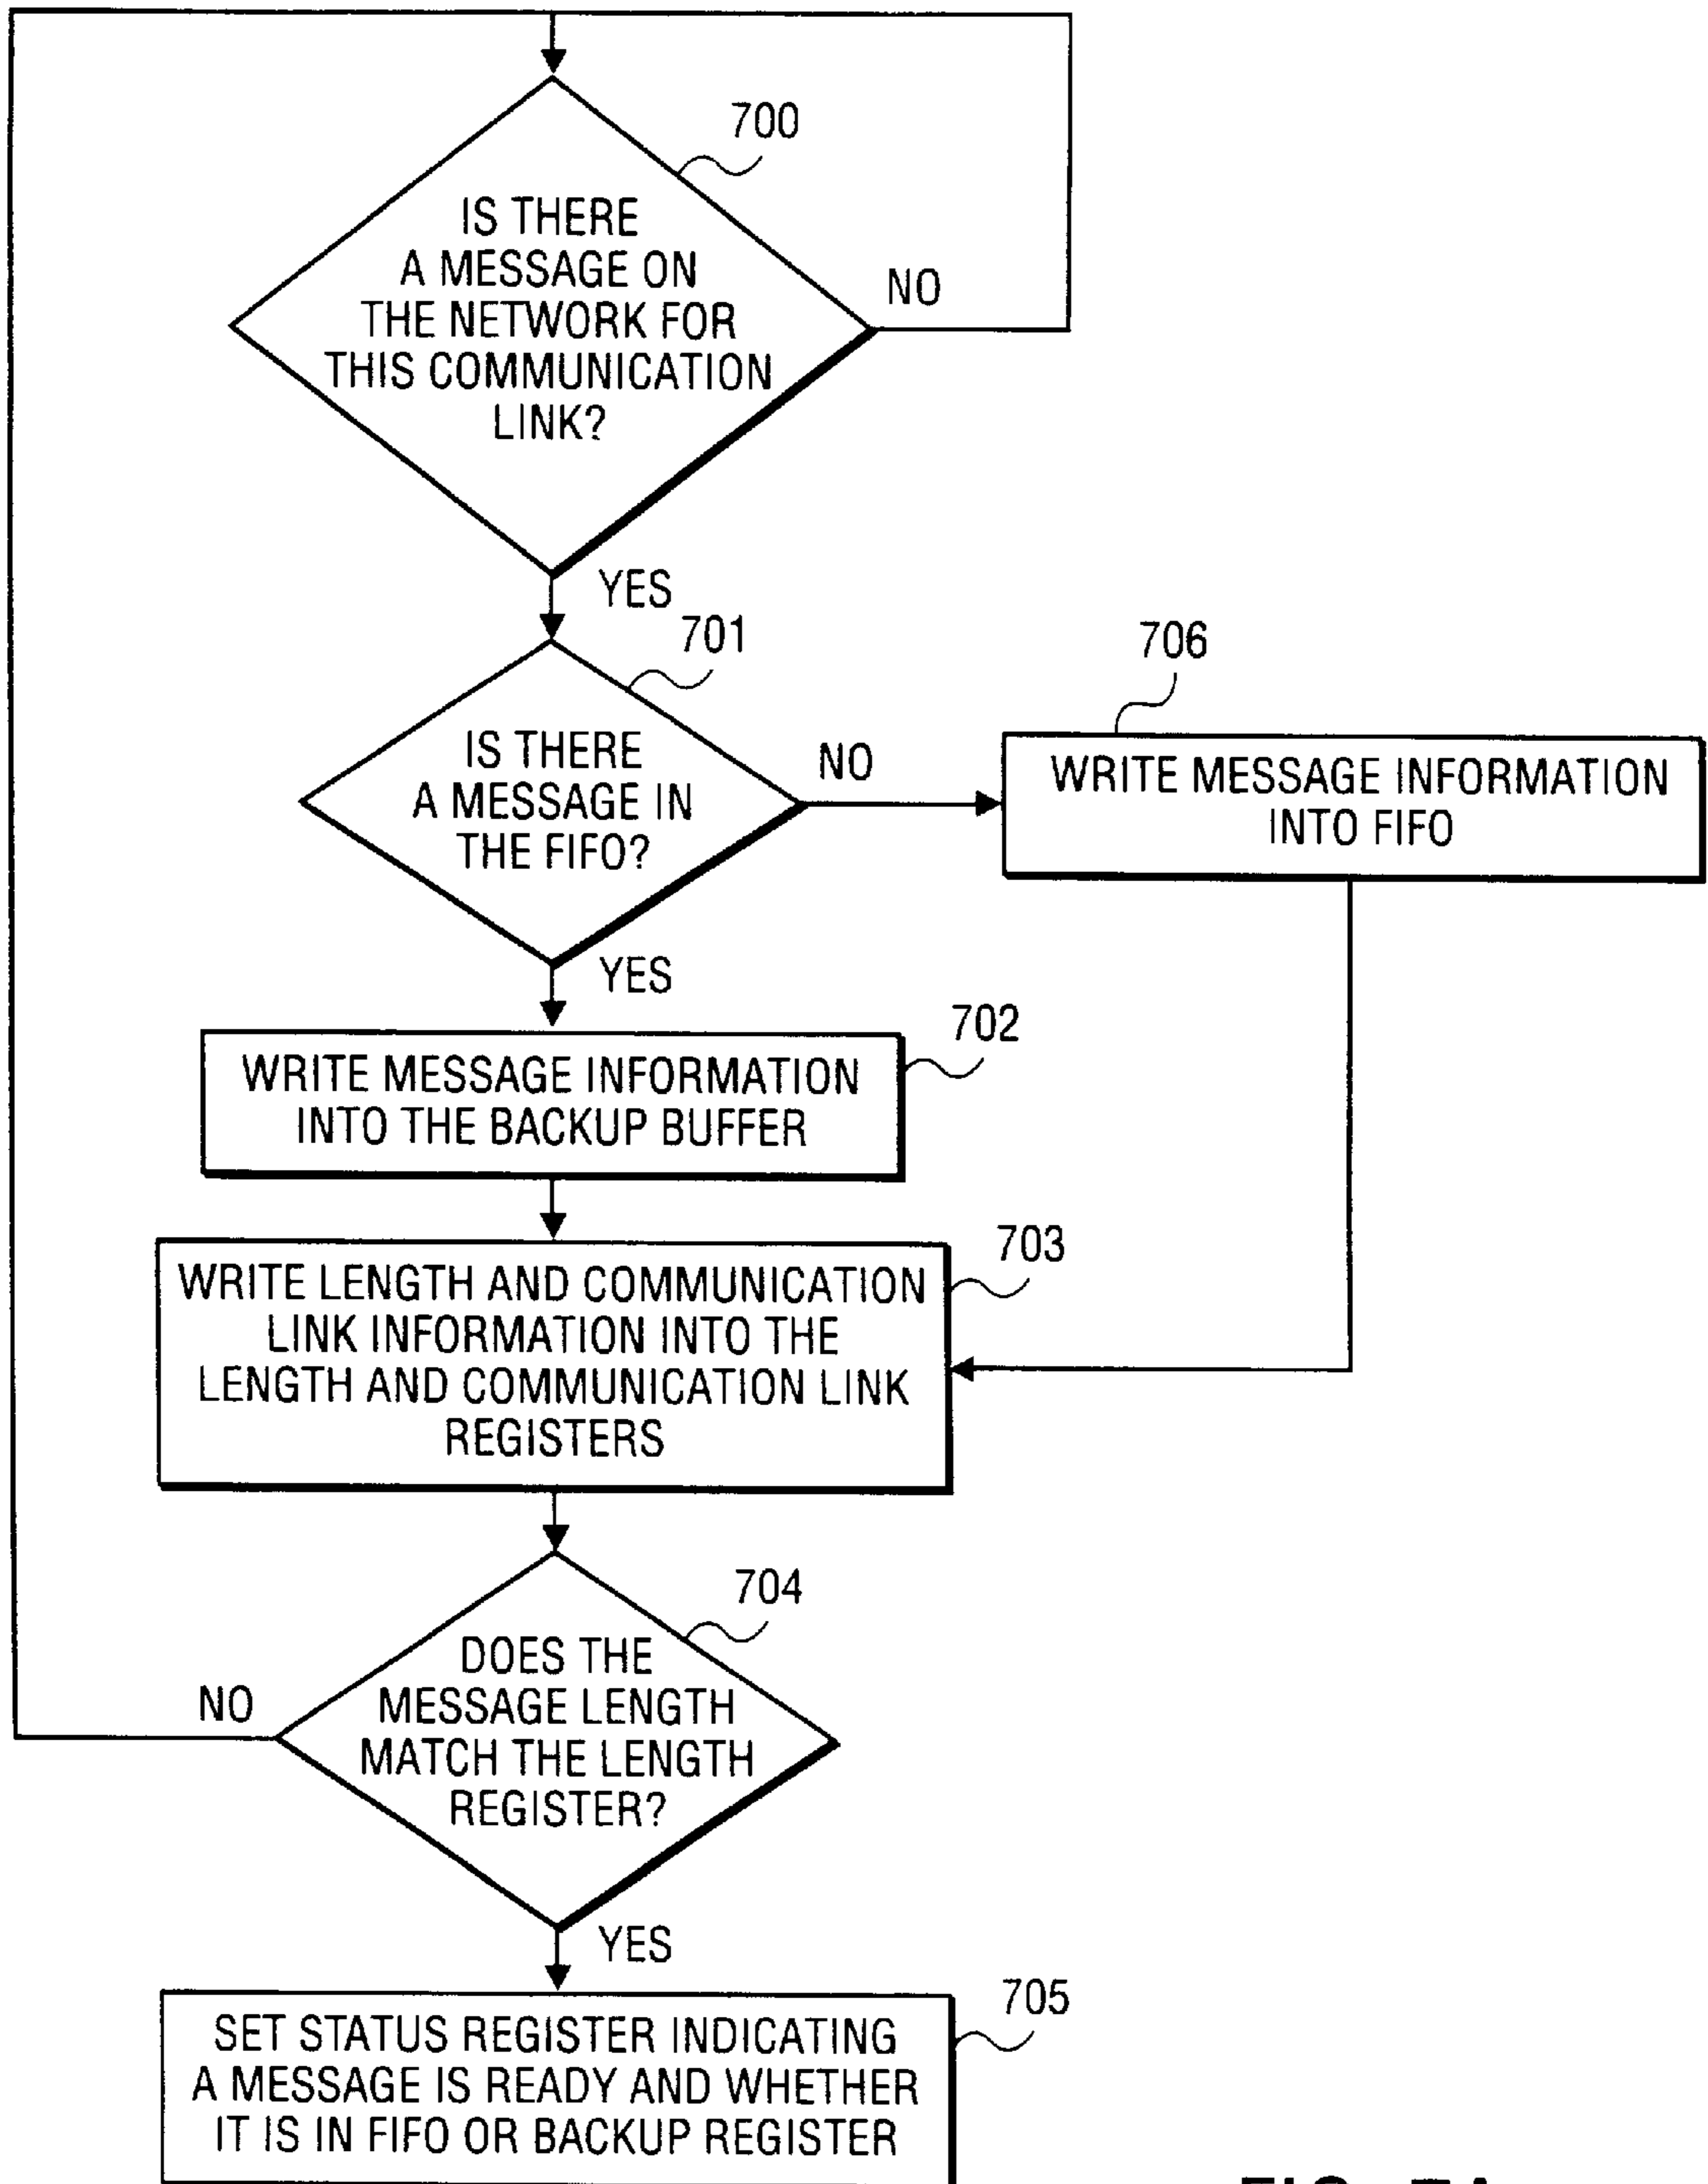 700
IS THERE
A MESSAGE ON
THE NETWORK FOR
THIS COMMUNICATION
LINK?
NO
YES
701
IS THERE
A MESSAGE IN
THE FIFO?
NO
706
WRITE MESSAGE INFORMATION
INTO FIFO
YES
702
WRITE MESSAGE INFORMATION
INTO THE BACKUP BUFFER
703
WRITE LENGTH AND COMMUNICATION
LINK INFORMATION INTO THE
LENGTH AND COMMUNICATION LINK
REGISTERS
704
DOES THE
MESSAGE LENGTH
MATCH THE LENGTH
REGISTER?
NO
YES
705
SET STATUS REGISTER INDICATING
A MESSAGE IS READY AND WHETHER
IT IS IN FIFO OR BACKUP REGISTER